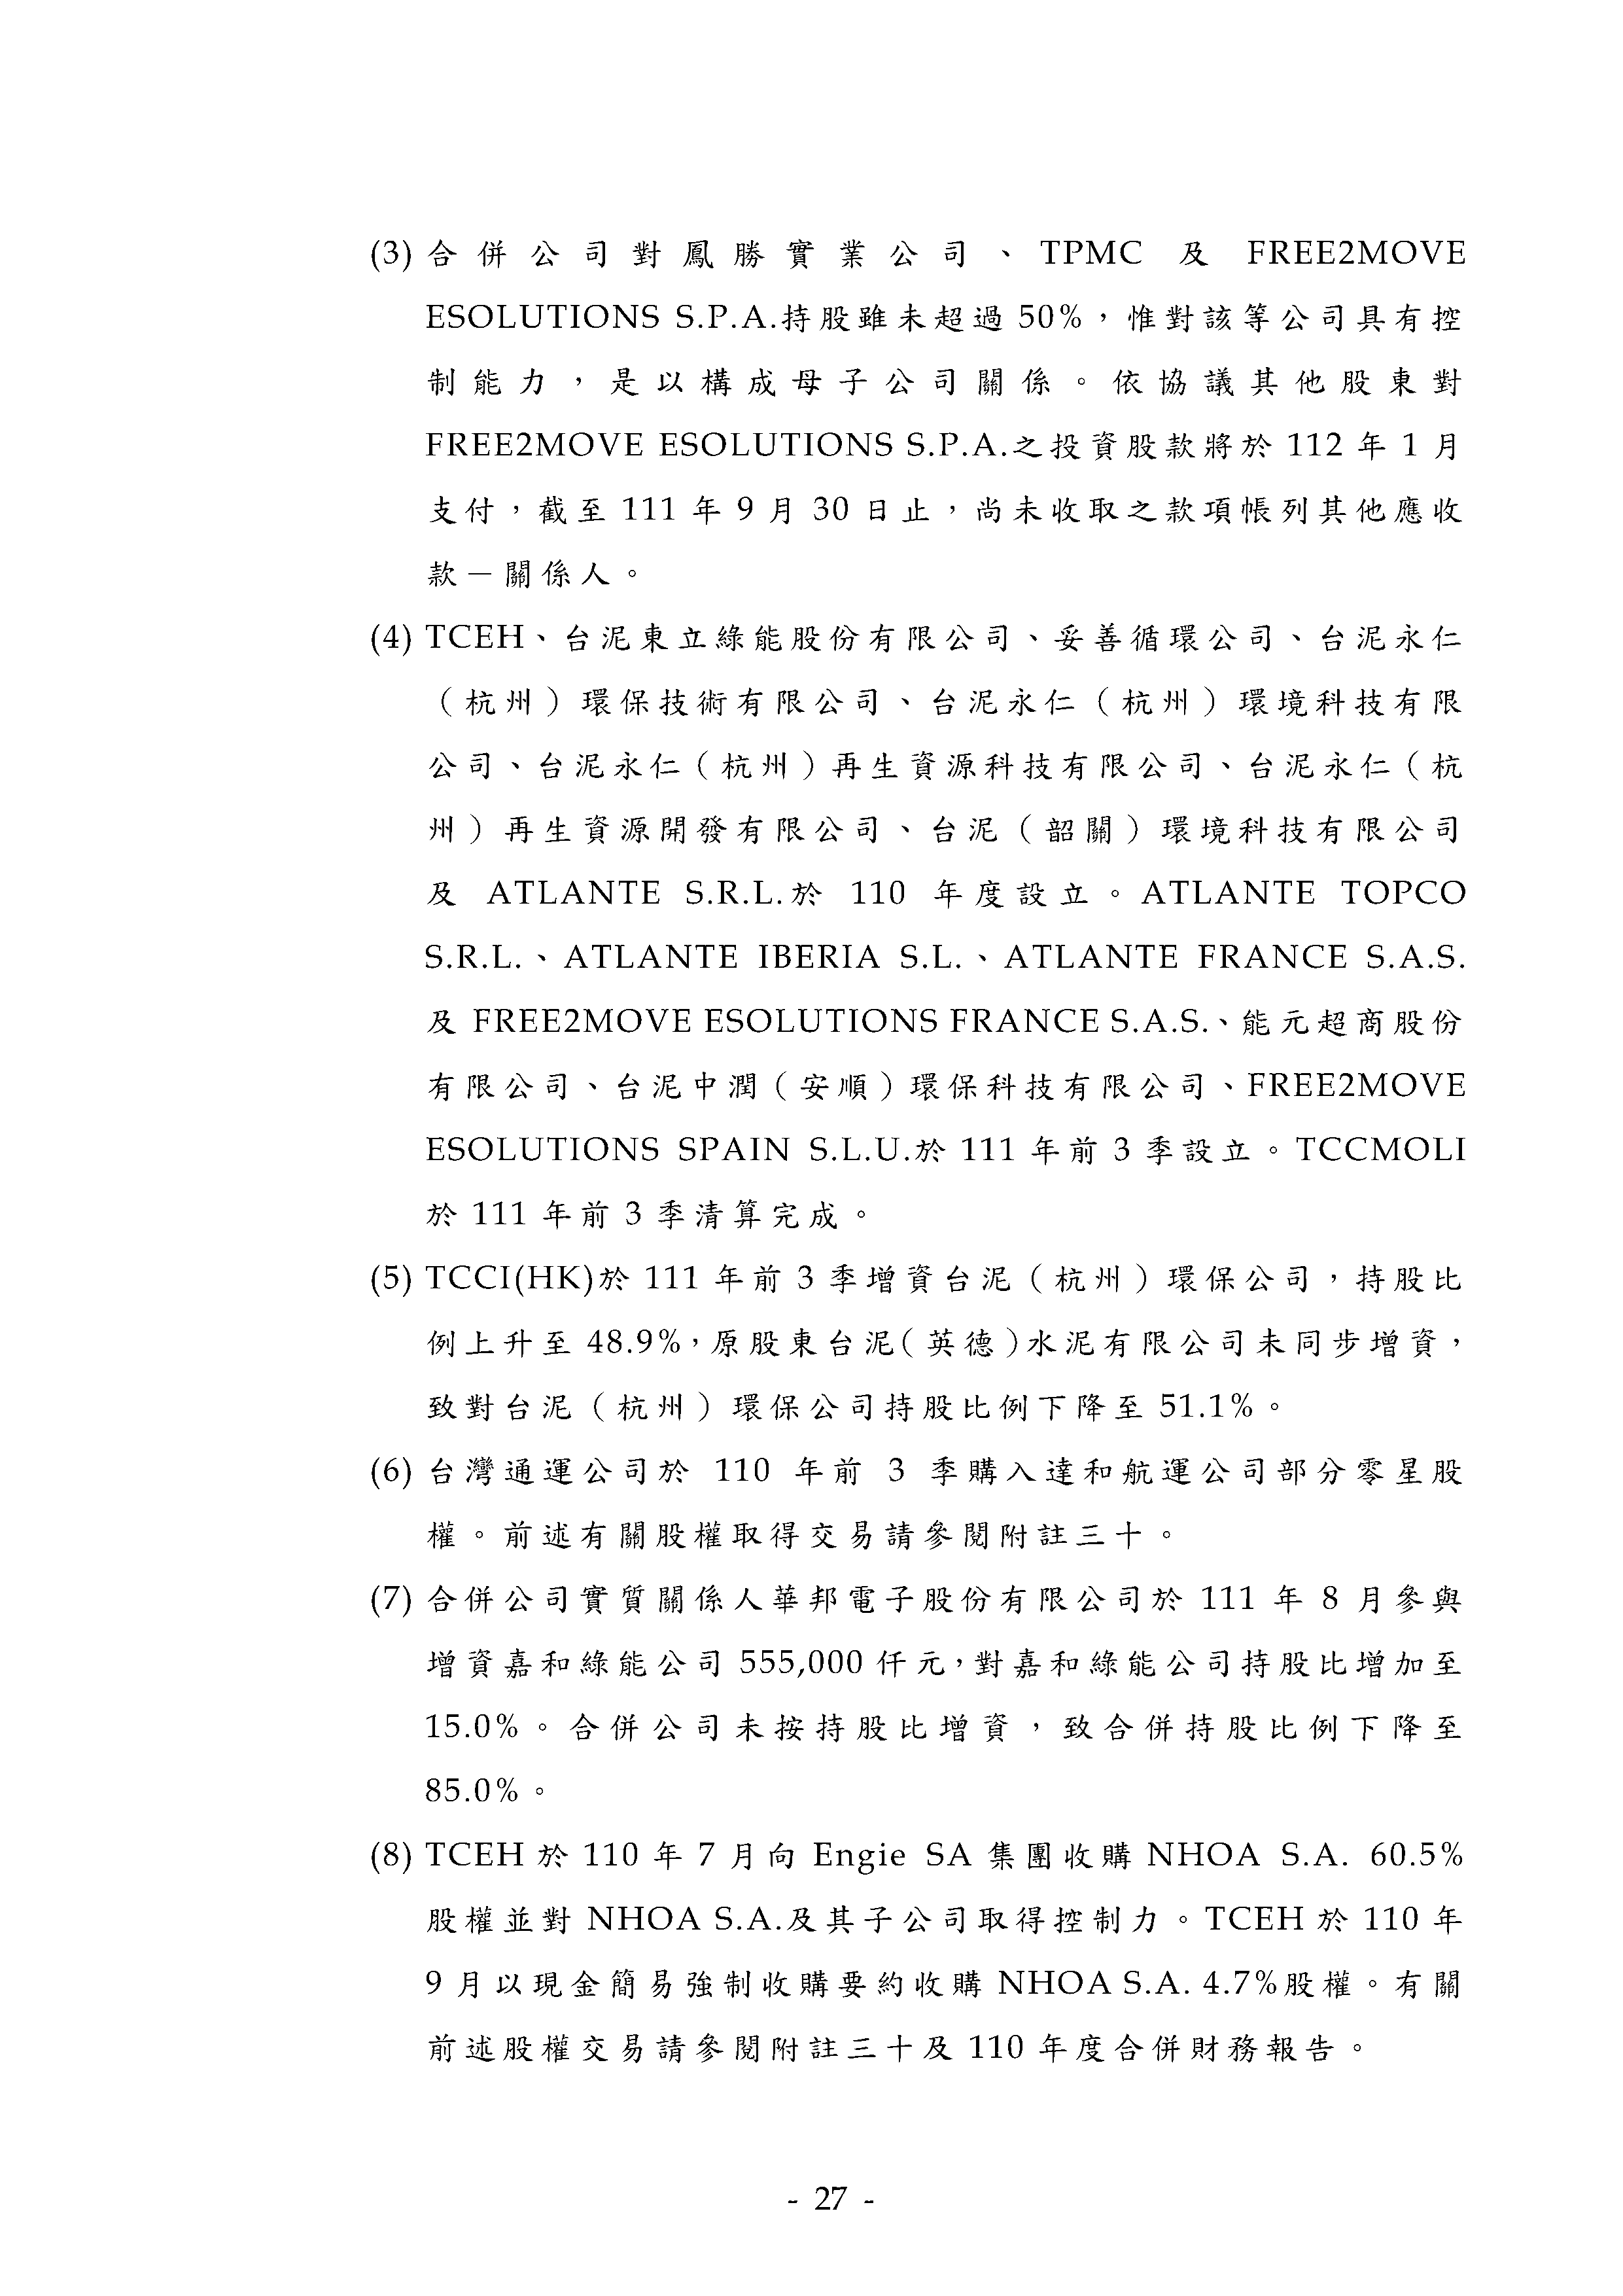 (3) 合併公司對鳳勝實業公司、TPMC 及 FREE2MOVE
ESOLUTIONS S.P.A.持股雖未超過 50%，惟對該等公司具有控
制能力，是以構成母子公司關係。依協議其他股東對
FREE2MOVE ESOLUTIONS S.P.A.之投資股款將於 112 年 1 月
支付，截至 111 年 9 月 30 日止，尚未收取之款項帳列其他應收
款－關係人。
(4) TCEH、台泥東立綠能股份有限公司、妥善循環公司、台泥永仁
（杭州）環保技術有限公司、台泥永仁（杭州）環境科技有限
公司、台泥永仁（杭州）再生資源科技有限公司、台泥永仁（杭
州）再生資源開發有限公司、台泥（韶關）環境科技有限公司
及 ATLANTE S.R.L.於 110 年度設立。ATLANTE TOPCO
S.R.L.、ATLANTE IBERIA S.L.、ATLANTE FRANCE S.A.S.
及 FREE2MOVE ESOLUTIONS FRANCE S.A.S.、能元超商股份
有限公司、台泥中潤（安順）環保科技有限公司、FREE2MOVE
ESOLUTIONS SPAIN S.L.U.於 111 年前 3 季設立。TCCMOLI
於 111 年前 3 季清算完成。
(5) TCCI(HK)於 111 年前 3 季增資台泥（杭州）環保公司，持股比
例上升至 48.9%，原股東台泥（英德）水泥有限公司未同步增資，
致對台泥（杭州）環保公司持股比例下降至 51.1%。
(6) 台灣通運公司於 110 年前 3 季購入達和航運公司部分零星股
權。前述有關股權取得交易請參閱附註三十。
(7) 合併公司實質關係人華邦電子股份有限公司於 111 年 8 月參與
增資嘉和綠能公司 555,000 仟元，對嘉和綠能公司持股比增加至
15.0%。合併公司未按持股比增資，致合併持股比例下降至
85.0%。
(8) TCEH 於 110 年 7 月向 Engie SA 集團收購 NHOA S.A. 60.5%
股權並對 NHOA S.A.及其子公司取得控制力。TCEH 於 110 年
9 月以現金簡易強制收購要約收購 NHOA S.A. 4.7%股權。有關
前述股權交易請參閱附註三十及 110 年度合併財務報告。
- 27 -